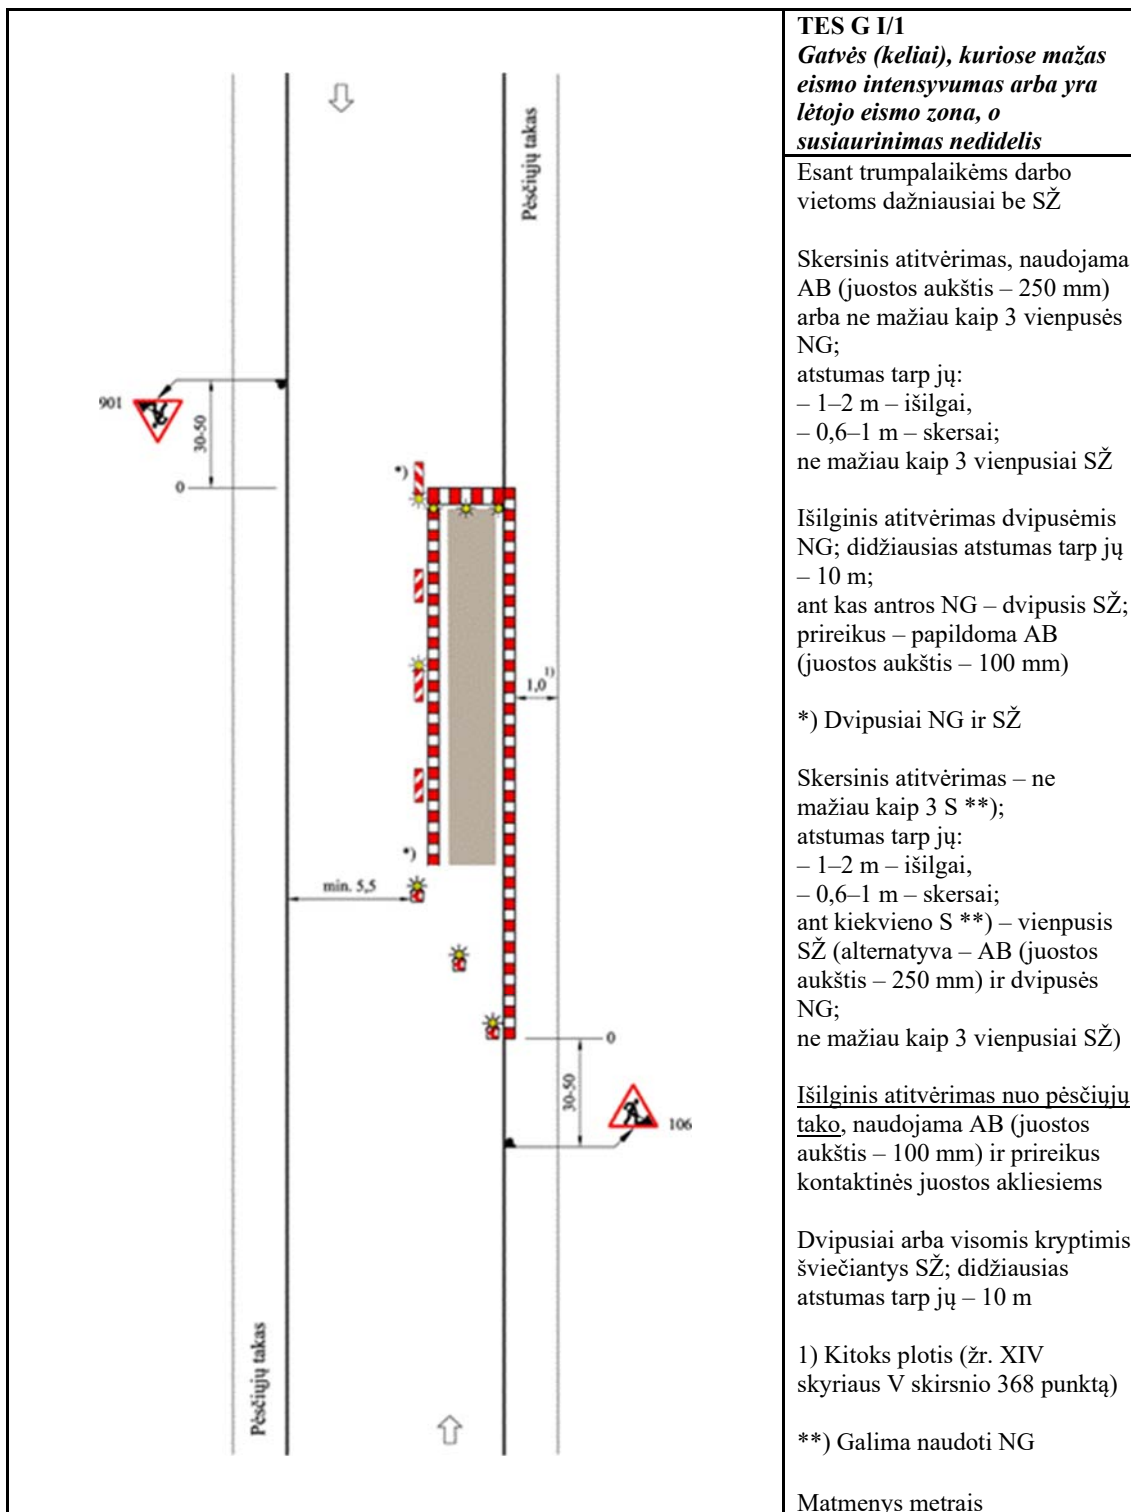 TES G I/1
Gatvės (keliai), kuriose mažas
eismo intensyvumas arba yra
lėtojo eismo zona, o
susiaurinimas nedidelis
Esant trumpalaikėms darbo
vietoms dažniausiai be SŽ
Skersinis atitvėrimas, naudojama
AB (juostos aukštis – 250 mm)
arba ne mažiau kaip 3 vienpusės
NG;
atstumas tarp jų:
– 1–2 m – išilgai,
– 0,6–1 m – skersai;
ne mažiau kaip 3 vienpusiai SŽ
Išilginis atitvėrimas dvipusėmis
NG; didžiausias atstumas tarp jų
– 10 m;
ant kas antros NG – dvipusis SŽ;
prireikus – papildoma AB
(juostos aukštis – 100 mm)
*) Dvipusiai NG ir SŽ
Skersinis atitvėrimas – ne
mažiau kaip 3 S **);
atstumas tarp jų:
– 1–2 m – išilgai,
– 0,6–1 m – skersai;
ant kiekvieno S **) – vienpusis
SŽ (alternatyva – AB (juostos
aukštis – 250 mm) ir dvipusės
NG;
ne mažiau kaip 3 vienpusiai SŽ)
Išilginis atitvėrimas nuo pėsčiųjų
tako, naudojama AB (juostos
aukštis – 100 mm) ir prireikus
kontaktinės juostos akliesiems
Dvipusiai arba visomis kryptimis
šviečiantys SŽ; didžiausias
atstumas tarp jų – 10 m
1) Kitoks plotis (žr. XIV
skyriaus V skirsnio 368 punktą)
**) Galima naudoti NG
Matmenys metrais
Pėsčiųjų takas
901
30-50
0
*)
1,0 1)
*)
min. 5,5
0
30-50
106
Pėsčiųjų takas